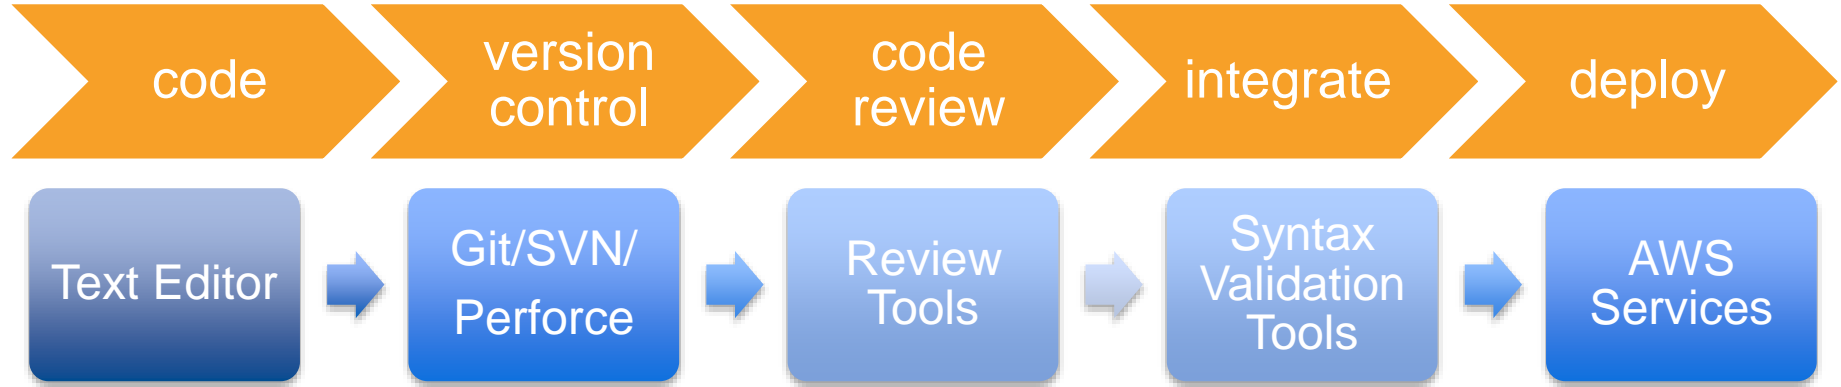 code
version
control
code
review
integrate
deploy
Text Editor
Git/SVN/
Perforce
Review
Tools
Syntax
Validation
Tools
AWS
Services